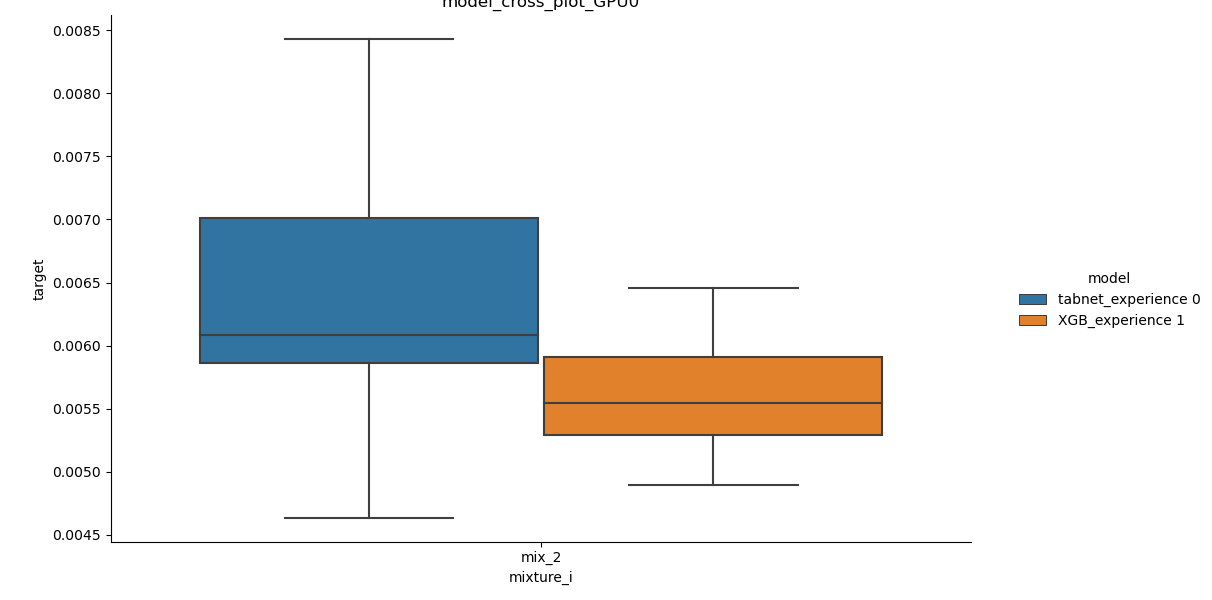 model_cross_plot_GPU0
0.0085
0.0080
0.0075
0.0070
0.0065
0.0060
0.0055
0.0050
0.0045
target
mix_2
mixture_i
model
tabnet_experience 0
XGB_experience 1